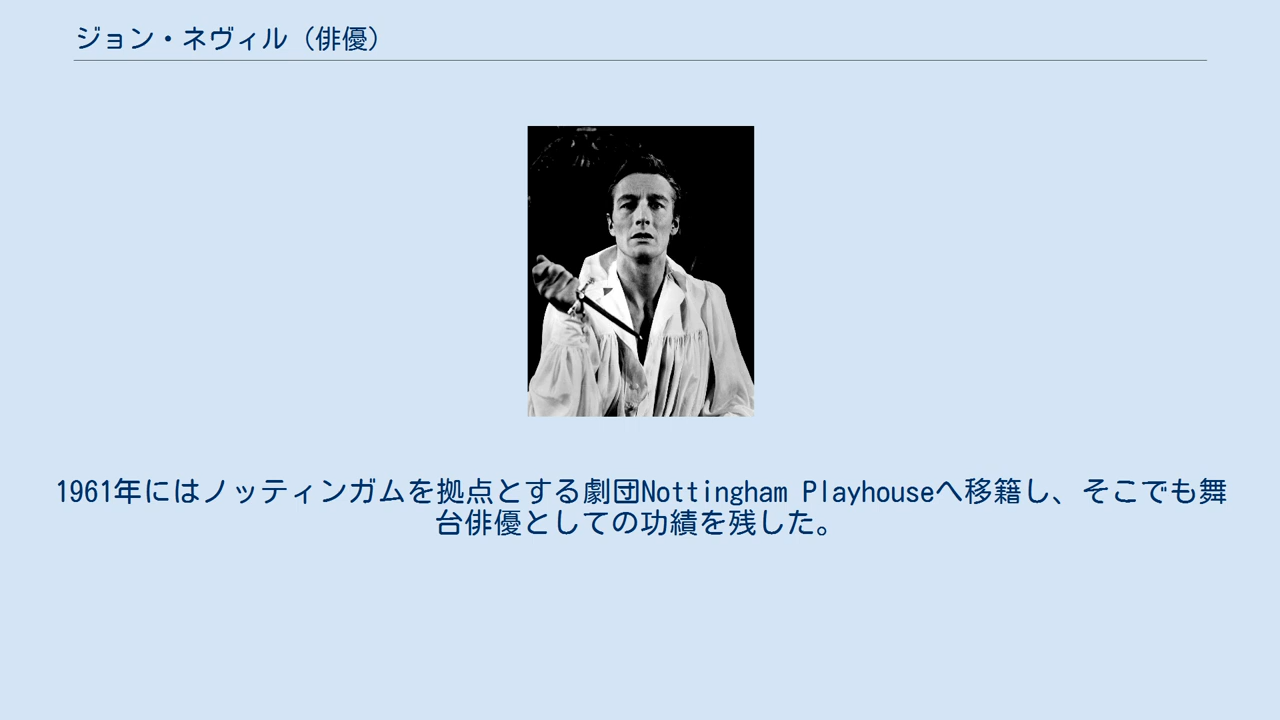 ジョン・ネヴィル（俳優）
1961年にはノッティンガムを拠点とする劇団Nottingham Playhouseへ移籍し、そこでも舞
台俳優としての功績を残した。